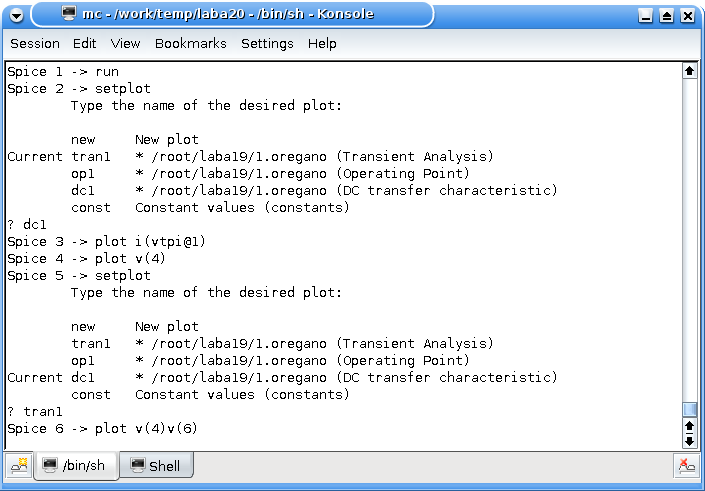 mc - /work/temp/laba20 - /bin/sh - Konsole
Session Edit View Bookmarks Settings Help
Spice 1 -> run
Spice 2 -> setplot
Type the name of the desired plot:
new New plot
Current tran1 * /root/laba19/1.oregano (Transient Analysis)
op1 * /root/laba19/1.oregano (Operating Point)
dc1 * /root/laba19/1.oregano (DC transfer characteristic)
const Constant values (constants)
? dc1
Spice 3 -> plot i(vtpi@1)
Spice 4 -> plot v(4)
Spice 5 -> setplot
Type the name of the desired plot:
new New plot
tran1 * /root/laba19/1.oregano (Transient Analysis)
op1 * /root/laba19/1.oregano (Operating Point)
Current dc1 * /root/laba19/1.oregano (DC transfer characteristic)
const Constant values (constants)
? tran1
Spice 6 -> plot v(4)v(6)
/bin/sh Shell